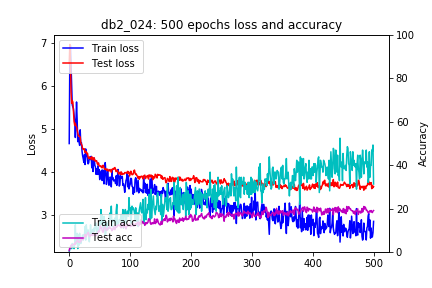 db2_024: 500 epochs loss and accuracy
Train loss
Test loss
Train acc
Test acc
Loss
7
6
5
4
3
0
100
200
300
400
500
100
80
60
40
20
0
Accuracy